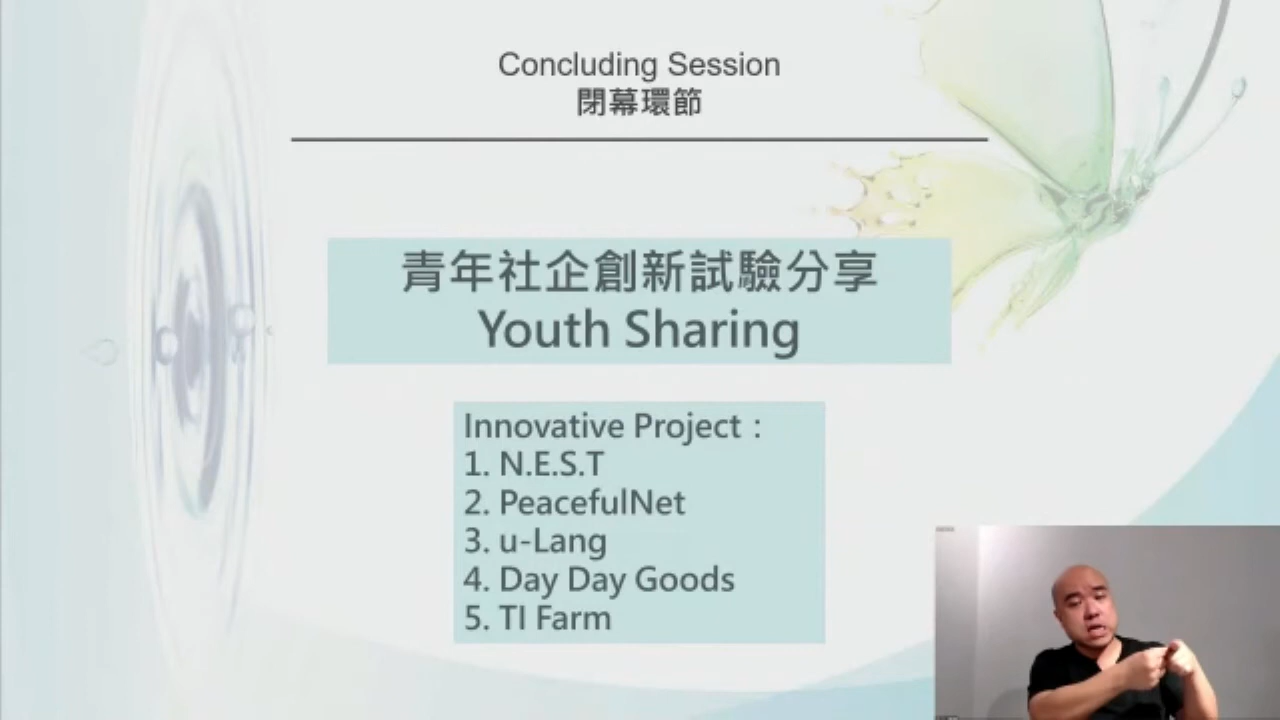 Concluding Session
閉幕環節
青年社企創新試驗分享
Youth Sharing
Innovative Project：
1. N.E.S.T
2. PeacefulNet
3. u-Lang
4. Day Day Goods
5. TI Farm